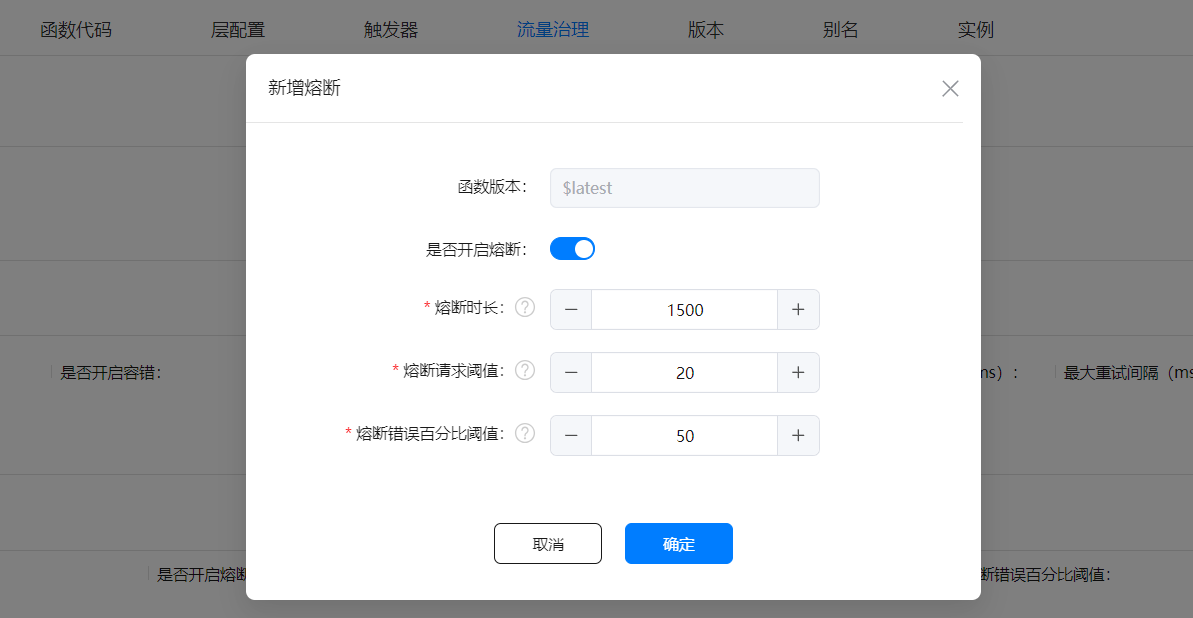 函数代码 层配置 触发器 流量治理 版本 别名 实例
新增熔断
函数版本: $latest
是否开启熔断:
* 熔断时长: ? 1500
是否开启容错:
* 熔断请求阈值: ? 20
ms）: 最大重试间隔（ms
* 熔断错误百分比阈值: ? 50
取消 确定
是否开启熔断
断错误百分比阈值: